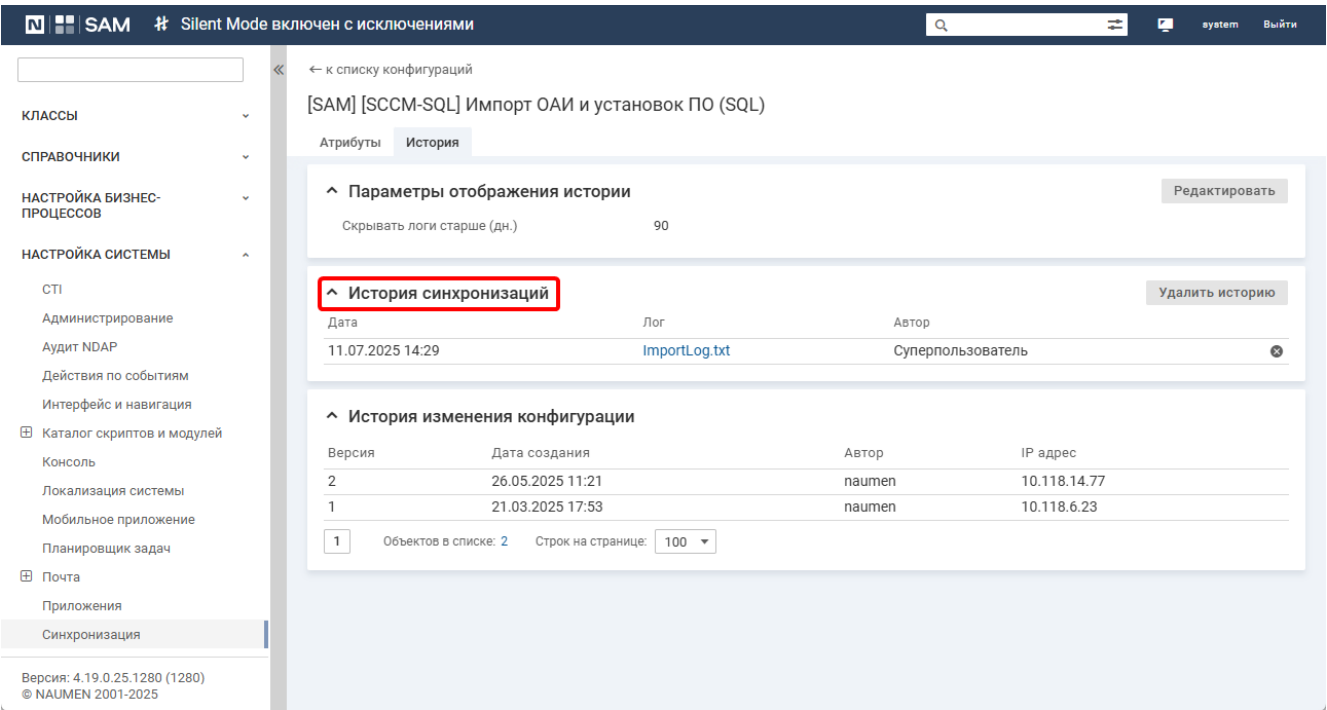 SAM Silent Mode включен с исключениями system Выйти
← к списку конфигураций
[SAM] [SCCM-SQL] Импорт ОАИ и установок ПО (SQL)
КЛАССЫ
Атрибуты История
СПРАВОЧНИКИ
Параметры отображения истории Редактировать
НАСТРОЙКА БИЗНЕС-
ПРОЦЕССОВ
Скрывать логи старше (дн.) 90
НАСТРОЙКА СИСТЕМЫ
CTI
Администрирование
Аудит NDAP
Действия по событиям
Интерфейс и навигация
Каталог скриптов и модулей
Консоль
Локализация системы
Мобильное приложение
Планировщик задач
Почта
Приложения
Синхронизация
Версия: 4.19.0.25.1280 (1280)
© NAUMEN 2001-2025
История синхронизаций Удалить историю
Дата Лог Автор
11.07.2025 14:29 ImportLog.txt Суперпользователь
История изменения конфигурации
Версия Дата создания Автор IP адрес
2 26.05.2025 11:21 naumen 10.118.14.77
1 21.03.2025 17:53 naumen 10.118.6.23
1 Объектов в списке: 2 Строк на странице: 100